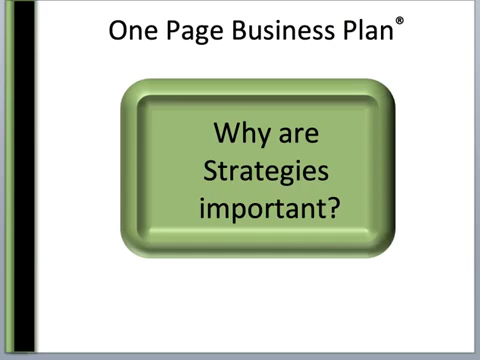 One Page Business Plan®
Why are
Strategies
important?